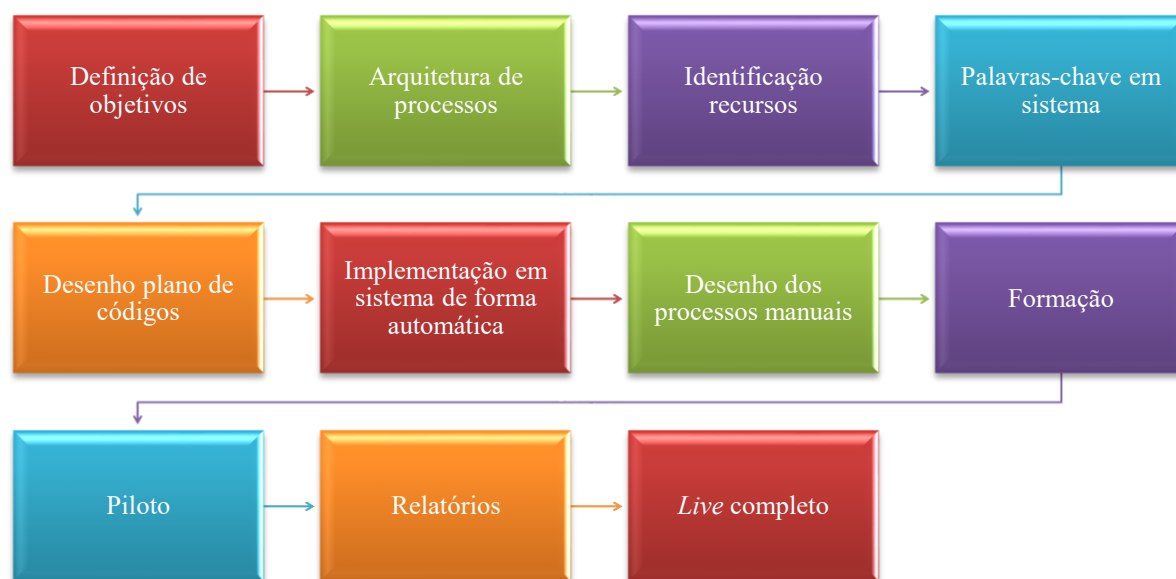 Definição de
objetivos
Arquitetura de
processos
Identificação
recursos
Palavras-chave em
sistema
Desenho plano de
códigos
Implementação em
sistema de forma
automática
Desenho dos
processos manuais
Formação
Piloto
Relatórios
Live completo